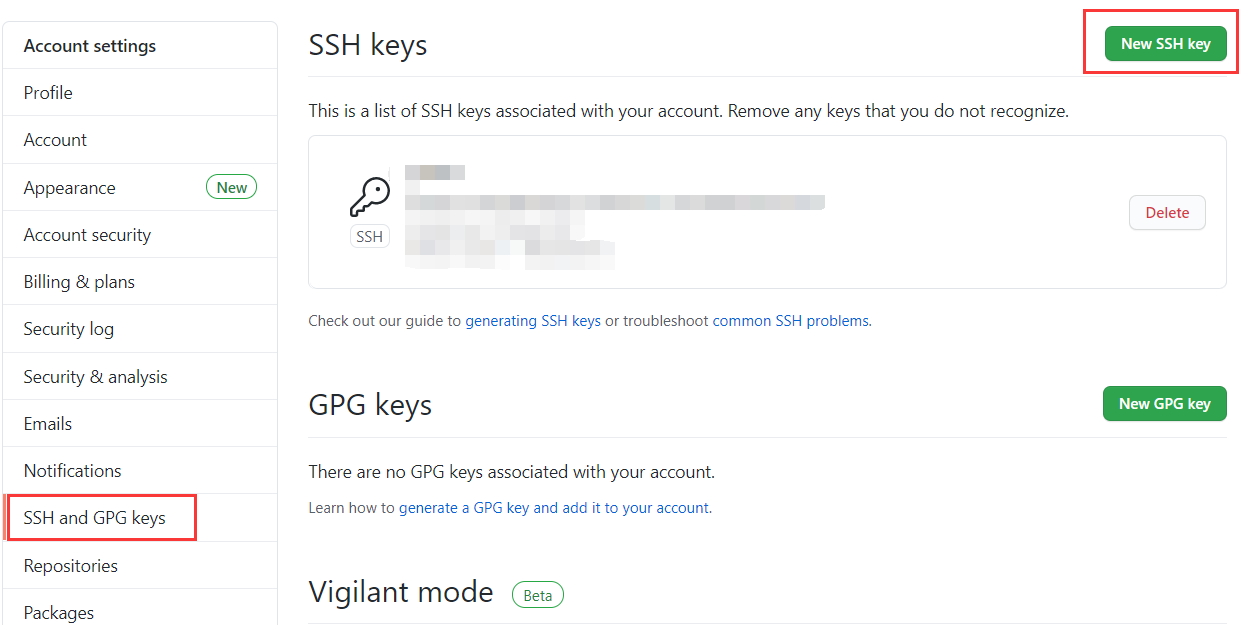 Account settings
Profile
Account
Appearance New
Account security
Billing & plans
Security log
Security & analysis
Emails
Notifications
SSH and GPG keys
Repositories
Packages
SSH keys
New SSH key
This is a list of SSH keys associated with your account. Remove any keys that you do not recognize.
SSH
Delete
Check out our guide to generating SSH keys or troubleshoot common SSH problems.
GPG keys
New GPG key
There are no GPG keys associated with your account.
Learn how to generate a GPG key and add it to your account.
Vigilant mode Beta